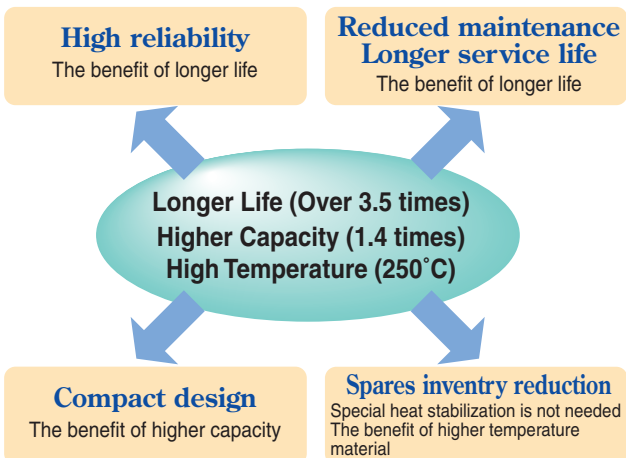 High reliability
The benefit of longer life
Reduced maintenance
Longer service life
The benefit of longer life
Longer Life (Over 3.5 times)
Higher Capacity (1.4 times)
High Temperature (250˚C)
Compact design
The benefit of higher capacity
Spares inventry reduction
Special heat stabilization is not needed
The benefit of higher temperature
material